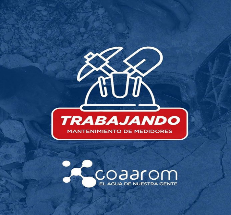 TRABAJANDO
MANTENIMIENTO DE MEDIDORES
coaarom
EL AGUA DE NUESTRA GENTE